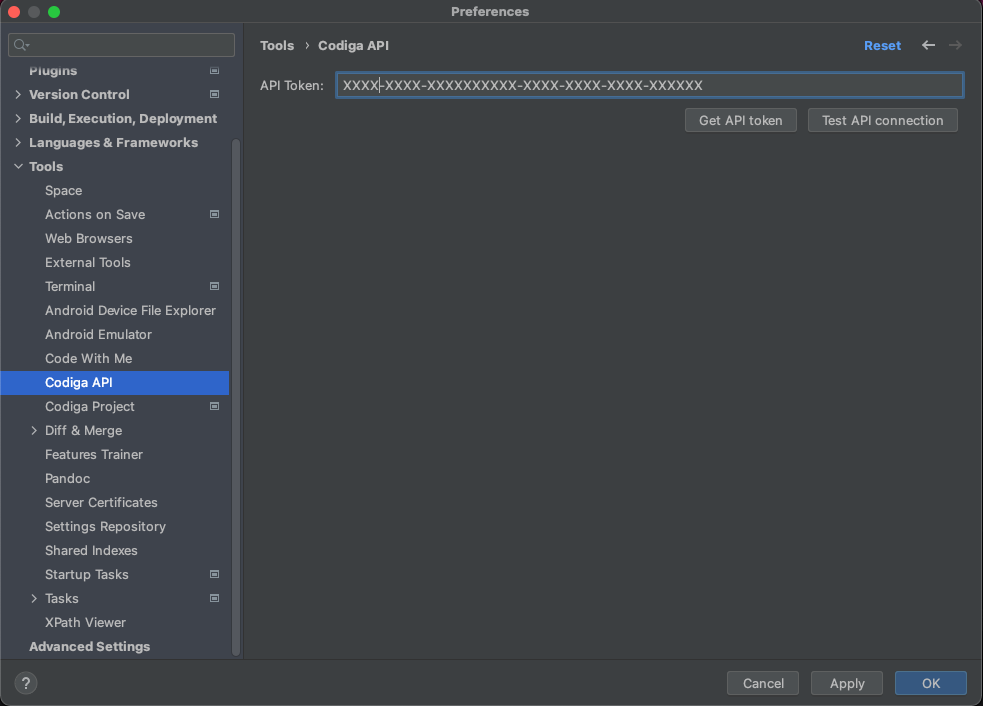 Preferences
Plugins
Version Control
Build, Execution, Deployment
Languages & Frameworks
Tools
Space
Actions on Save
Web Browsers
External Tools
Terminal
Android Device File Explorer
Android Emulator
Code With Me
Codiga API
Codiga Project
Diff & Merge
Features Trainer
Pandoc
Server Certificates
Settings Repository
Shared Indexes
Startup Tasks
Tasks
XPath Viewer
Advanced Settings
Tools › Codiga API
Reset
API Token: XXXX-XXXX-XXXXXXXXXX-XXXX-XXXX-XXXX-XXXXXX
Get API token
Test API connection
?
Cancel
Apply
OK